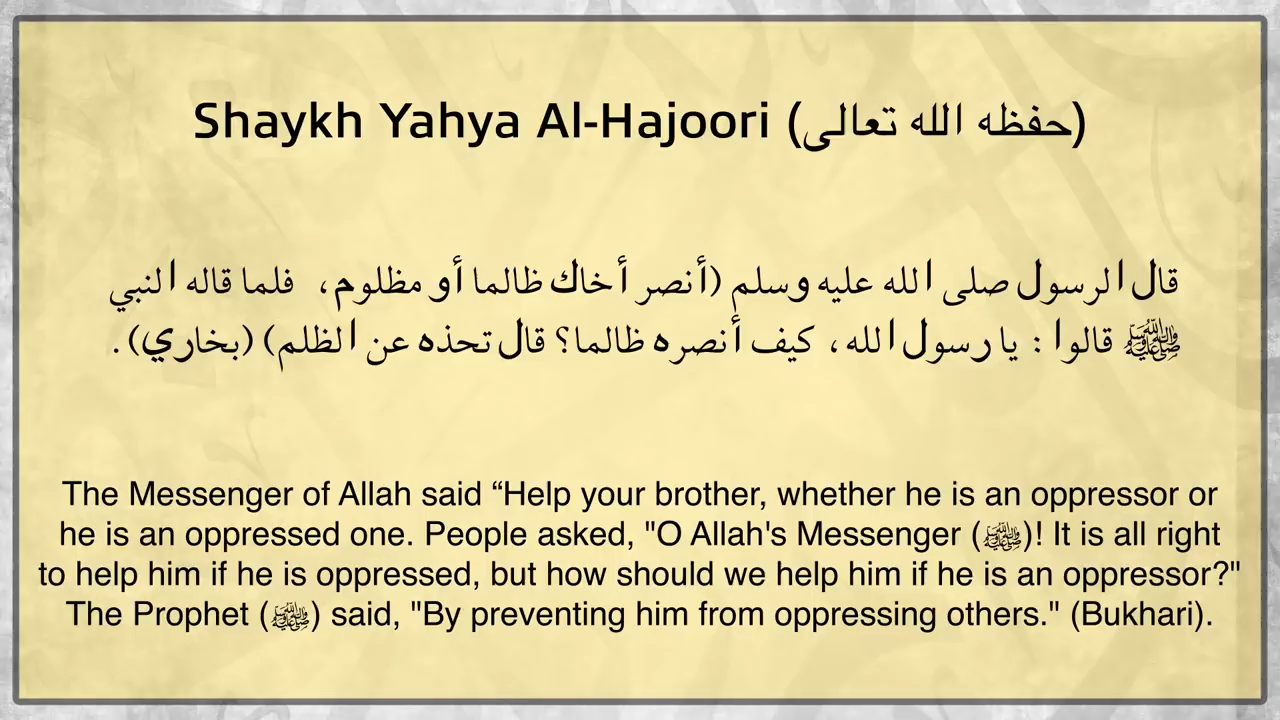 Shaykh Yahya Al-Hajoori (حفظه الله تعالى)
قال الرسول صلى الله عليه وسلم (أنصر أخاك ظالما أو مظلوم، فلما قاله النبي
ﷺ قالوا : يا رسول الله، كيف أنصره ظالما؟ قال تحذه عن الظلم) (بخاري).
The Messenger of Allah said “Help your brother, whether he is an oppressor or
he is an oppressed one. People asked, "O Allah's Messenger (ﷺ)! It is all right
to help him if he is oppressed, but how should we help him if he is an oppressor?"
The Prophet (ﷺ) said, "By preventing him from oppressing others." (Bukhari).